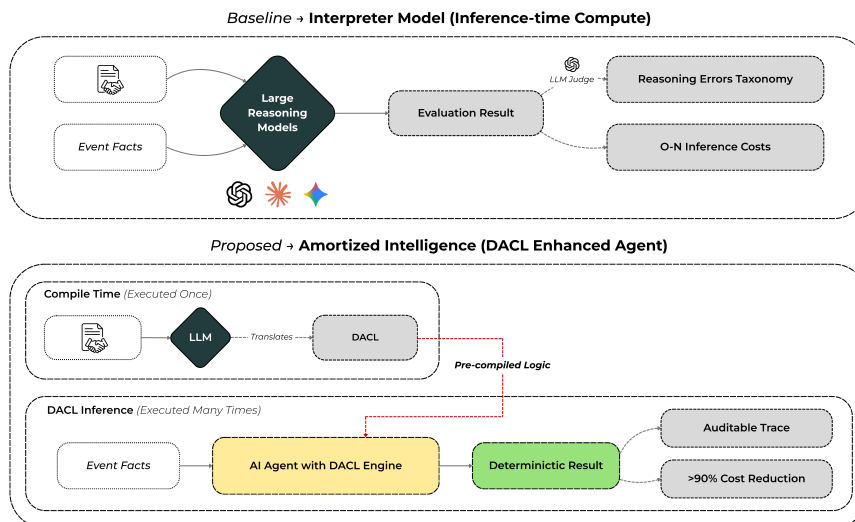 Baseline → Interpreter Model (Inference-time Compute)
Large
Reasoning
Models
Event Facts
Evaluation Result
LLM Judge
Reasoning Errors Taxonomy
O-N Inference Costs
Proposed → Amortized Intelligence (DACL Enhanced Agent)
Compile Time (Executed Once)
LLM
Translates
DACL
Pre-compiled Logic
DACL Inference (Executed Many Times)
Event Facts
AI Agent with DACL Engine
Determinictic Result
Auditable Trace
>90% Cost Reduction